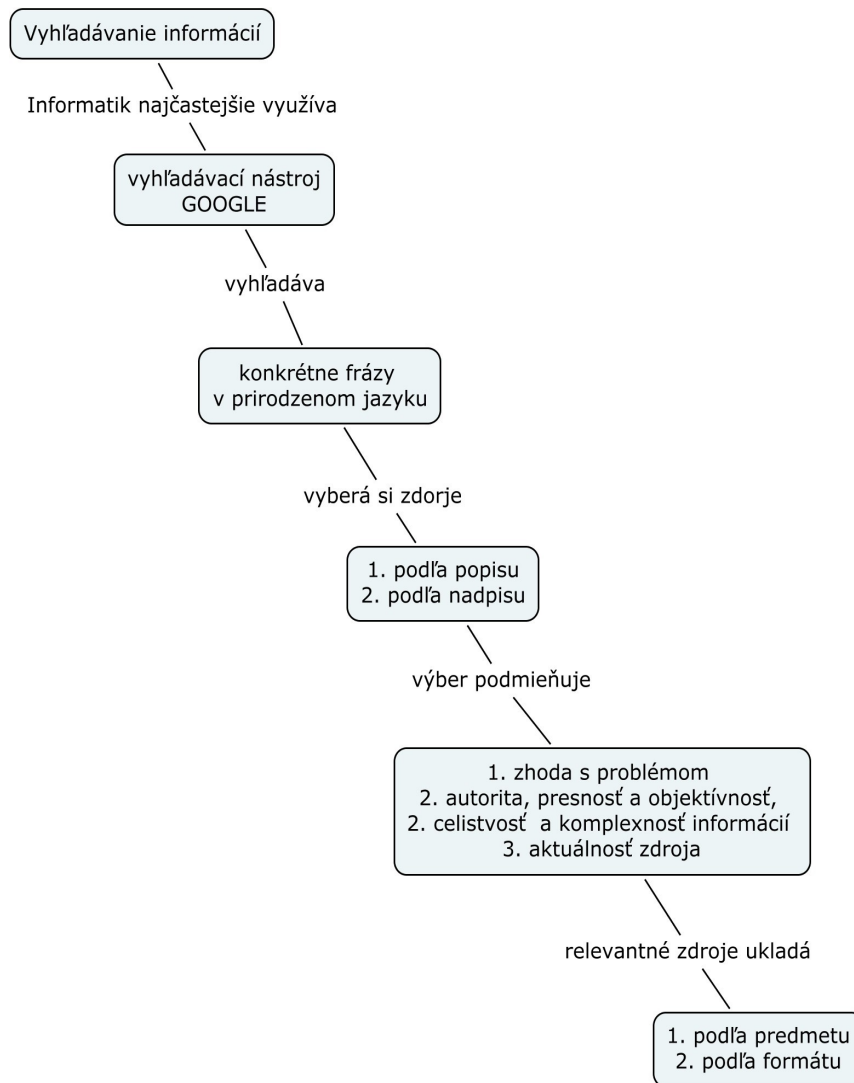 Vyhľadávanie informácií
Informatik najčastejšie využíva
vyhľadávací nástroj
GOOGLE
vyhľadáva
konkrétne frázy
v prirodzenom jazyku
vyberá si zdorje
1. podľa popisu
2. podľa nadpisu
výber podmieňuje
1. zhoda s problémom
2. autorita, presnosť a objektívnosť,
2. celistvosť  a komplexnosť informácií
3. aktuálnosť zdroja
relevantné zdroje ukladá
1. podľa predmetu
2. podľa formátu